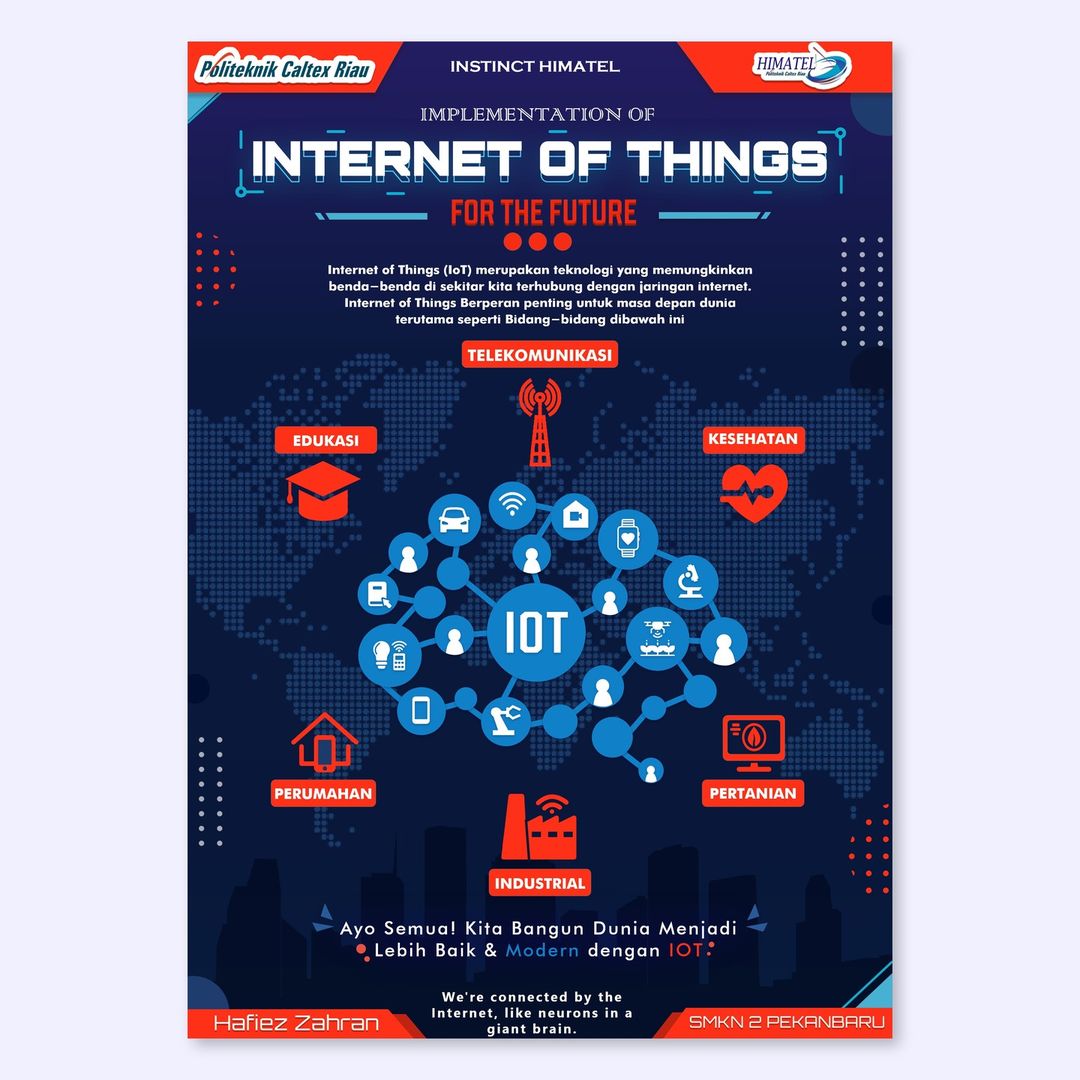 Politeknik Caltex Riau
INSTINCT HIMATEL
HIMATEL
Politeknik Caltex Riau
IMPLEMENTATION OF
INTERNET OF THINGS
FOR THE FUTURE
Internet of Things (IoT) merupakan teknologi yang memungkinkan
benda-benda di sekitar kita terhubung dengan jaringan internet.
Internet of Things Berperan penting untuk masa depan dunia
terutama seperti Bidang-bidang dibawah ini
TELEKOMUNIKASI
EDUKASI
KESEHATAN
IOT
PERUMAHAN
PERTANIAN
INDUSTRIAL
Ayo Semua! Kita Bangun Dunia Menjadi
Lebih Baik & Modern dengan IOT
We're connected by the
Internet, like neurons in a
giant brain.
Hafiez Zahran
SMKN 2 PEKANBARU